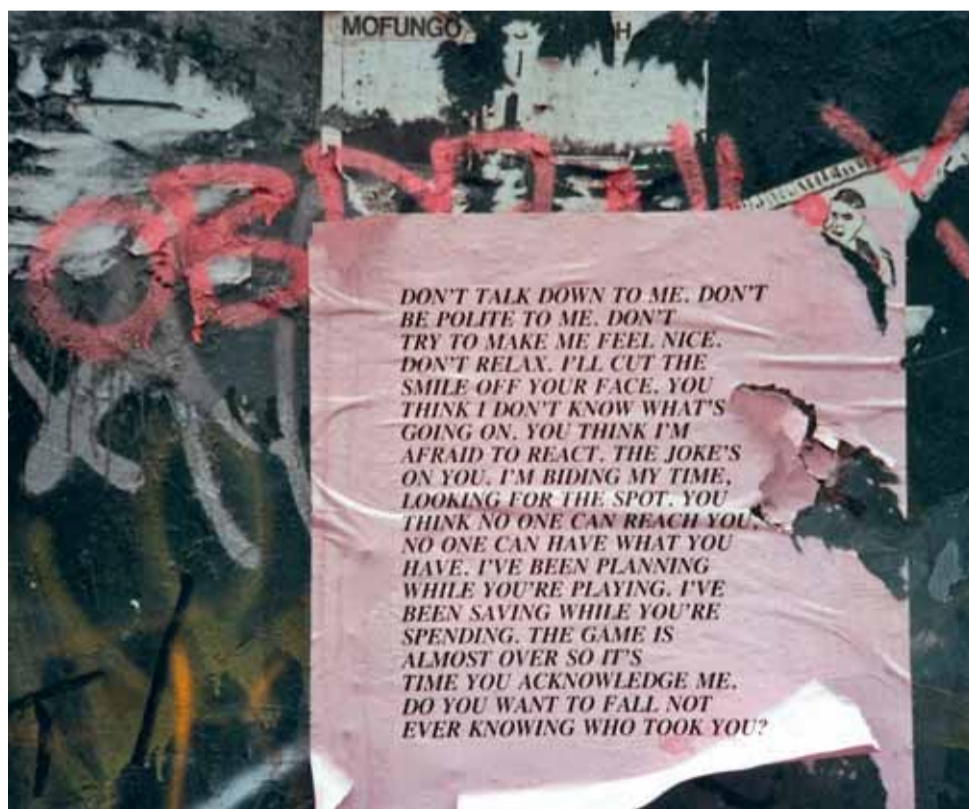 MOFUNGO
DON'T TALK DOWN TO ME. DON'T
BE POLITE TO ME. DON'T
TRY TO MAKE ME FEEL NICE.
DON'T RELAX. I'LL CUT THE
SMILE OFF YOUR FACE. YOU
THINK I DON'T KNOW WHAT'S
GOING ON. YOU THINK I'M
AFRAID TO REACT. THE JOKE'S
ON YOU. I'M BIDING MY TIME,
LOOKING FOR THE SPOT. YOU
THINK NO ONE CAN REACH YOU,
NO ONE CAN HAVE WHAT YOU
HAVE. I'VE BEEN PLANNING
WHILE YOU'RE PLAYING. I'VE
BEEN SAVING WHILE YOU'RE
SPENDING. THE GAME IS
ALMOST OVER SO IT'S
TIME YOU ACKNOWLEDGE ME.
DO YOU WANT TO FALL NOT
EVER KNOWING WHO TOOK YOU?